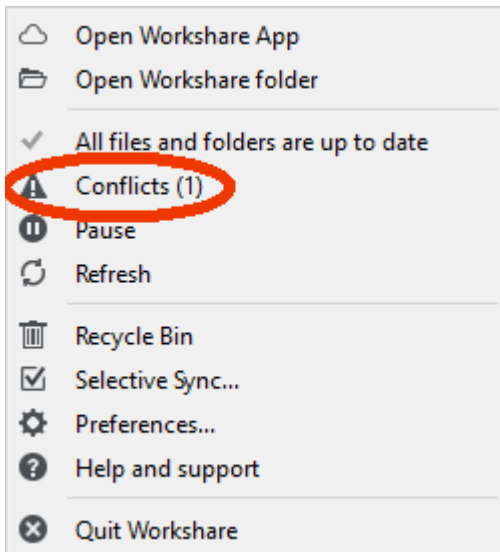 Open Workshare App
Open Workshare folder
All files and folders are up to date
Conflicts (1)
Pause
Refresh
Recycle Bin
Selective Sync...
Preferences...
Help and support
Quit Workshare